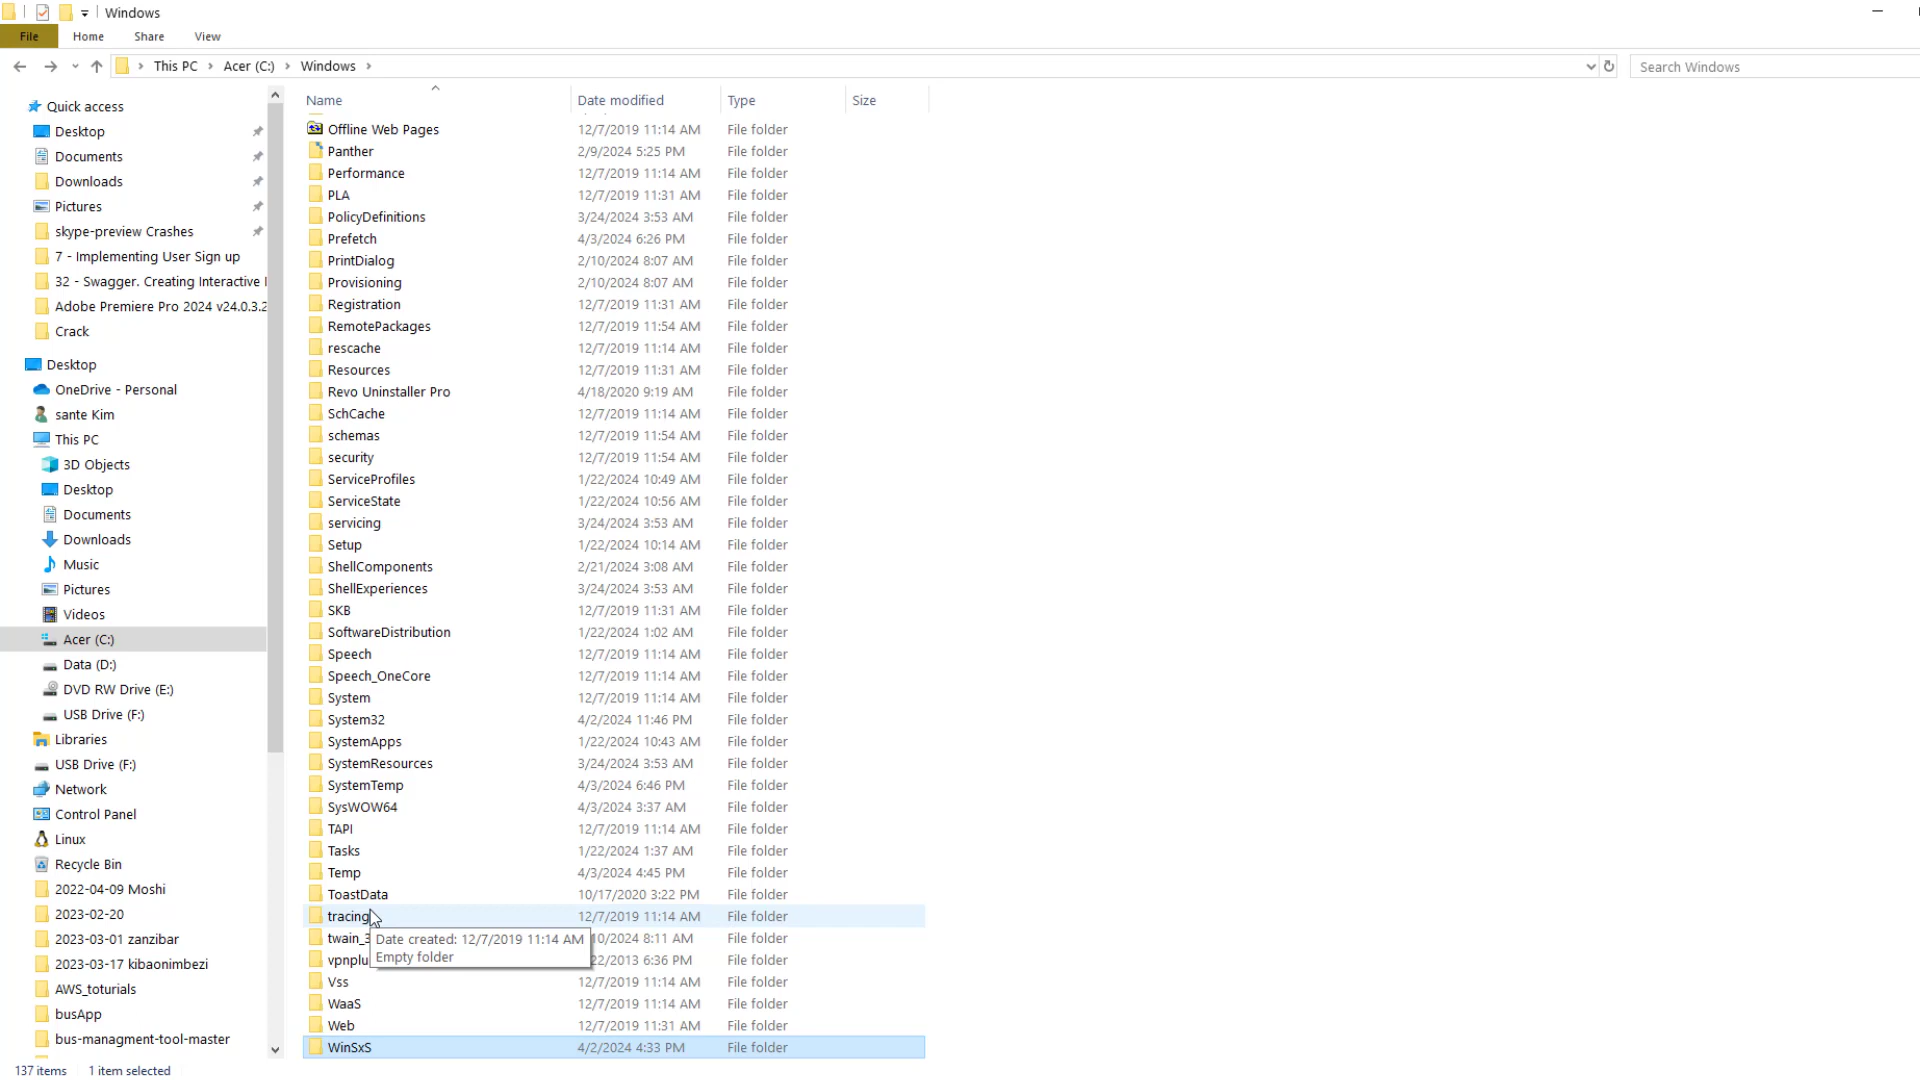 Windows
File Home Share View
This PC Acer (C:) Windows
Search Windows
Name Date modified Type Size
Quick access
Desktop
Documents
Downloads
Pictures
skype-preview Crashes
7 - Implementing User Sign up
32 - Swagger. Creating Interactive
Adobe Premiere Pro 2024 v24.0.3.2
Crack
Desktop
OneDrive - Personal
sante Kim
This PC
3D Objects
Desktop
Documents
Downloads
Music
Pictures
Videos
Acer (C:)
Data (D:)
DVD RW Drive (E:)
USB Drive (F:)
Libraries
USB Drive (F:)
Network
Control Panel
Linux
Recycle Bin
2022-04-09 Moshi
2023-02-20
2023-03-01 zanzibar
2023-03-17 kibaonimbezi
AWS_toturials
busApp
bus-managment-tool-master
Offline Web Pages 12/7/2019 11:14 AM File folder
Panther 2/9/2024 5:25 PM File folder
Performance 12/7/2019 11:14 AM File folder
PLA 12/7/2019 11:31 AM File folder
PolicyDefinitions 3/24/2024 3:53 AM File folder
Prefetch 4/3/2024 6:26 PM File folder
PrintDialog 2/10/2024 8:07 AM File folder
Provisioning 2/10/2024 8:07 AM File folder
Registration 12/7/2019 11:31 AM File folder
RemotePackages 12/7/2019 11:54 AM File folder
rescache 12/7/2019 11:14 AM File folder
Resources 12/7/2019 11:31 AM File folder
Revo Uninstaller Pro 4/18/2020 9:19 AM File folder
SchCache 12/7/2019 11:14 AM File folder
schemas 12/7/2019 11:54 AM File folder
security 12/7/2019 11:54 AM File folder
ServiceProfiles 1/22/2024 10:49 AM File folder
ServiceState 1/22/2024 10:56 AM File folder
servicing 3/24/2024 3:53 AM File folder
Setup 1/22/2024 10:14 AM File folder
ShellComponents 2/21/2024 3:08 AM File folder
ShellExperiences 3/24/2024 3:53 AM File folder
SKB 12/7/2019 11:31 AM File folder
SoftwareDistribution 1/22/2024 1:02 AM File folder
Speech 12/7/2019 11:14 AM File folder
Speech_OneCore 12/7/2019 11:14 AM File folder
System 12/7/2019 11:14 AM File folder
System32 4/2/2024 11:46 PM File folder
SystemApps 1/22/2024 10:43 AM File folder
SystemResources 3/24/2024 3:53 AM File folder
SystemTemp 4/3/2024 6:46 PM File folder
SysWOW64 4/3/2024 3:37 AM File folder
TAPI 12/7/2019 11:14 AM File folder
Tasks 1/22/2024 1:37 AM File folder
Temp 4/3/2024 4:45 PM File folder
ToastData 10/17/2020 3:22 PM File folder
tracing 12/7/2019 11:14 AM File folder
twain_3 10/2024 8:11 AM File folder
Date created: 12/7/2019 11:14 AM
Empty folder
vpnplu 22/2013 6:36 PM File folder
Vss 12/7/2019 11:14 AM File folder
WaaS 12/7/2019 11:14 AM File folder
Web 12/7/2019 11:31 AM File folder
WinSxS 4/2/2024 4:33 PM File folder
137 items 1 item selected